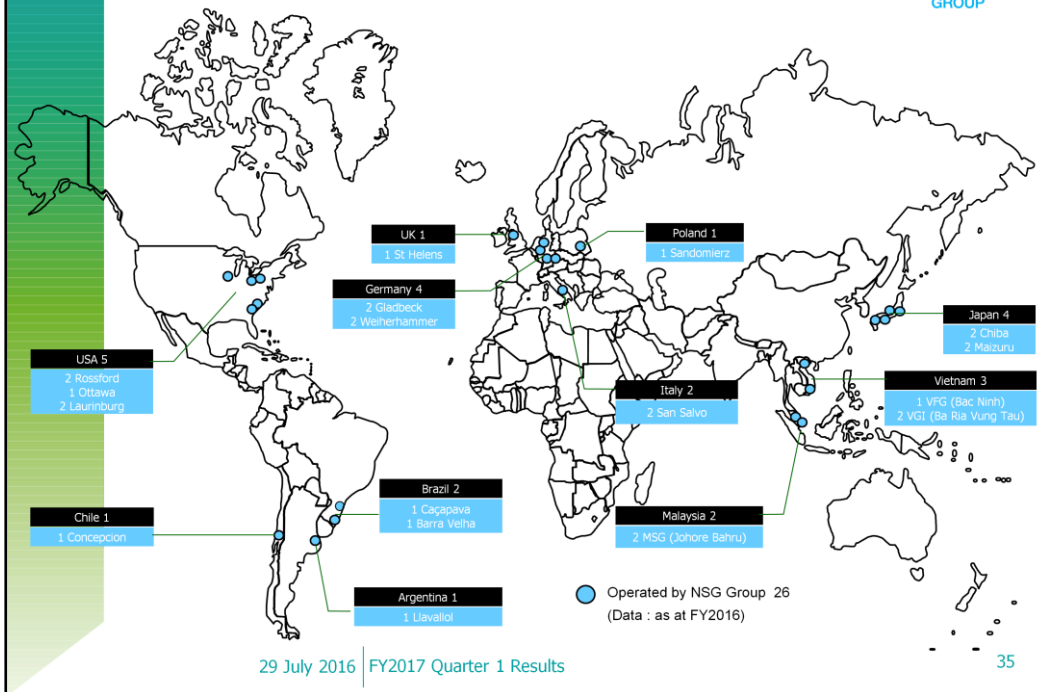 GROUP
UK 1
1 St Helens
Poland 1
1 Sandomierz
Germany 4
2 Gladbeck
2 Weiherhammer
Japan 4
2 Chiba
2 Maizuru
USA 5
2 Rossford
1 Ottawa
2 Laurinburg
Italy 2
2 San Salvo
Vietnam 3
1 VFG (Bac Ninh)
2 VGI (Ba Ria Vung Tau)
Brazil 2
1 Caçapava
1 Barra Velha
Chile 1
1 Concepcion
Malaysia 2
2 MSG (Johore Bahru)
Argentina 1
1 Llavallol
Operated by NSG Group 26
(Data : as at FY2016)
29 July 2016
FY2017 Quarter 1 Results
35